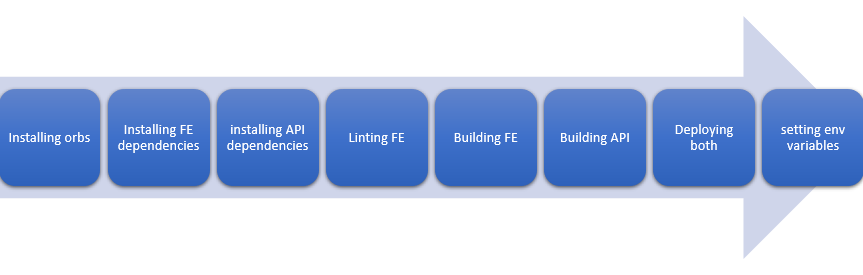 Installing orbs
Installing FE
dependencies
installing API
dependencies
Linting FE
Building FE
Building API
Deploying
both
setting env
variables